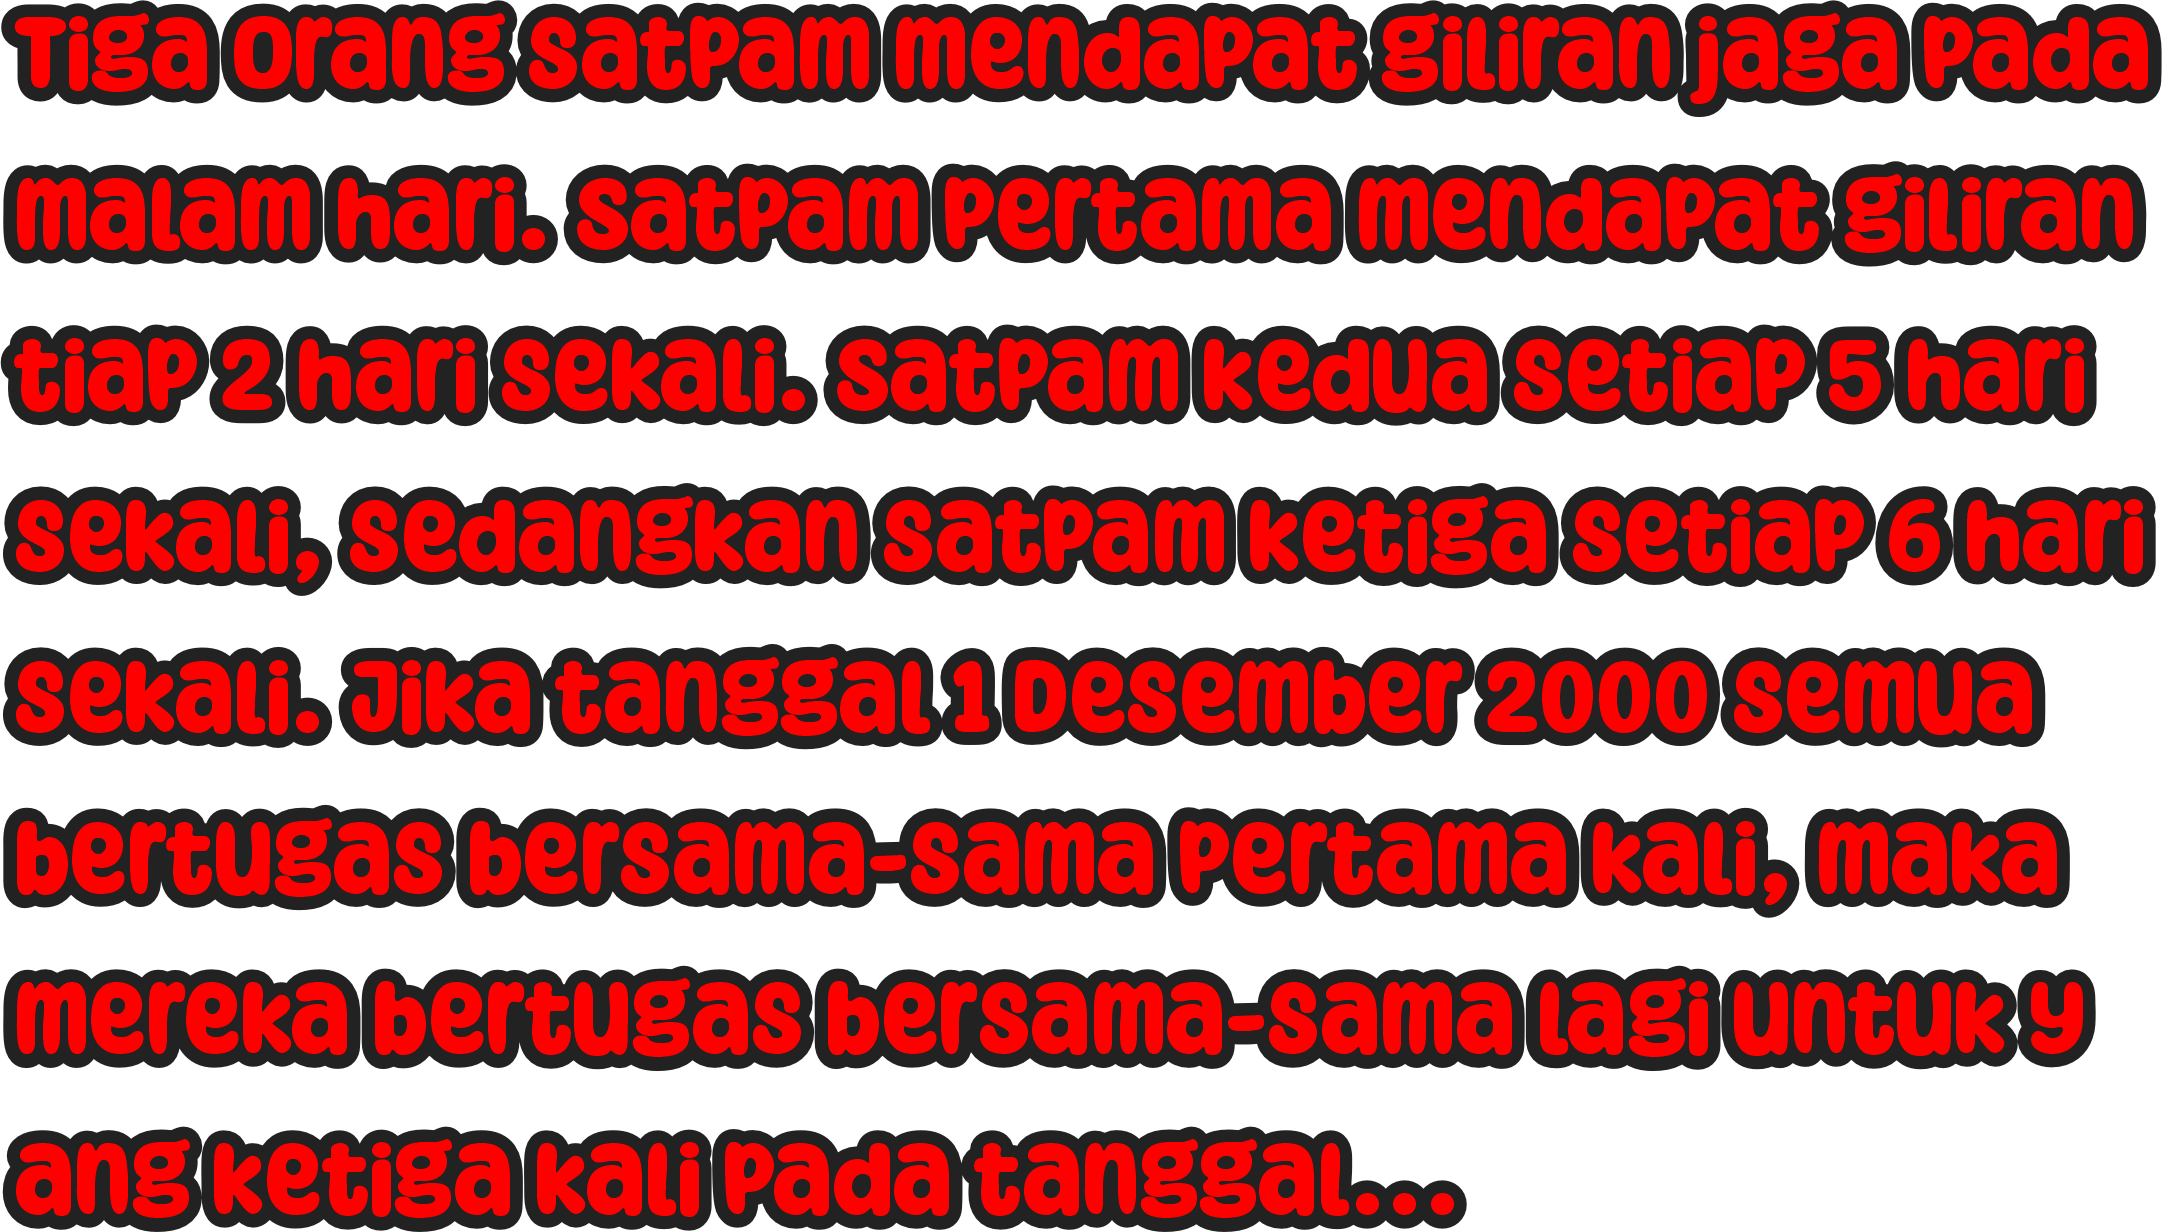 Tiga orang satpam mendapat giliran jaga pada
malam hari. Satpam pertama mendapat giliran
tiap 2 hari sekali. Satpam kedua setiap 5 hari
sekali, sedangkan satpam ketiga setiap 6 hari
sekali. Jika tanggal 1 Desember 2000 semua
bertugas bersama-sama pertama kali, maka
mereka bertugas bersama-sama lagi untuk y
ang ketiga kali pada tanggal...